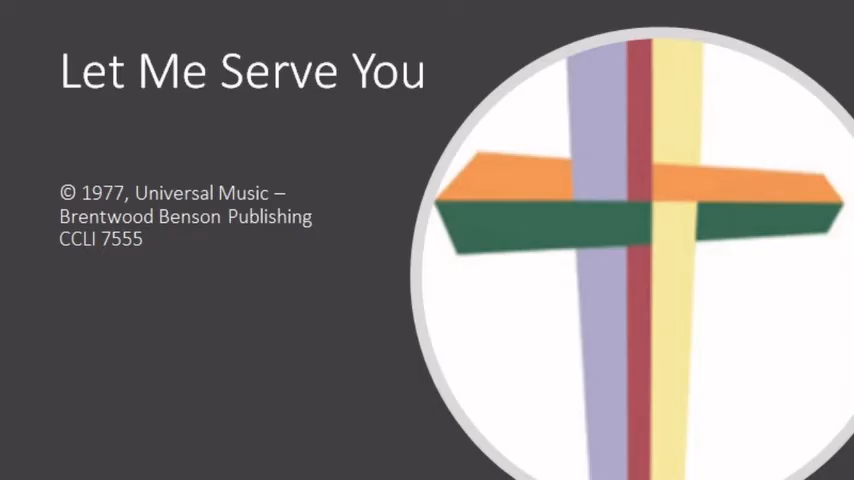 Let Me Serve You
© 1977, Universal Music –
Brentwood Benson Publishing
CCLI 7555